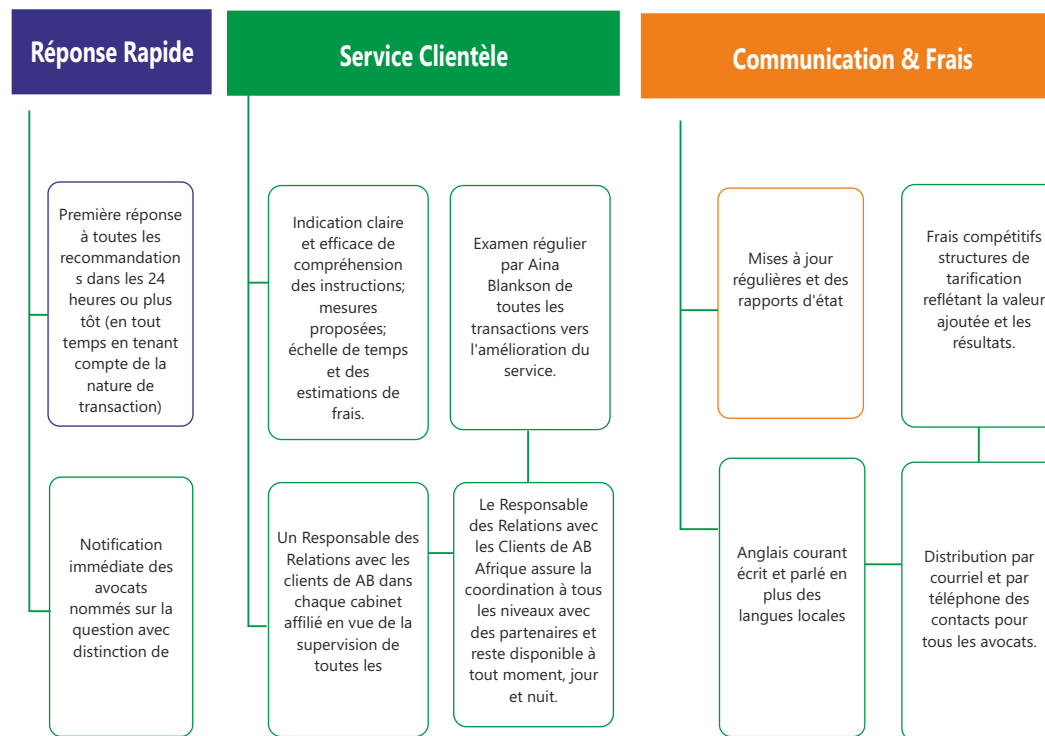 Réponse Rapide
Première réponse
à toutes les
recommandation
s dans les 24
heures ou plus
tôt (en tout
temps en tenant
compte de la
nature de
transaction)
Notification
immédiate des
avocats
nommés sur la
question avec
distinction de
Service Clientèle
Indication claire
et efficace de
compréhension
des instructions;
mesures
proposées;
échelle de temps
et des
estimations de
frais.
Examen régulier
par Aina
Blankson de
toutes les
transactions vers
l'amélioration du
service.
Un Responsable des
Relations avec les
clients de AB dans
chaque cabinet
affilié en vue de la
supervision de
toutes les
Le Responsable
des Relations avec
les Clients de AB
Afrique assure la
coordination à tous
les niveaux avec
des partenaires et
reste disponible à
tout moment, jour
et nuit.
Communication & Frais
Mises à jour
régulières et des
rapports d'état
Frais compétitifs
structures de
tarification
reflétant la valeur
ajoutée et les
résultats.
Anglais courant
écrit et parlé en
plus des
langues locales
Distribution par
courriel et par
téléphone des
contacts pour
tous les avocats.